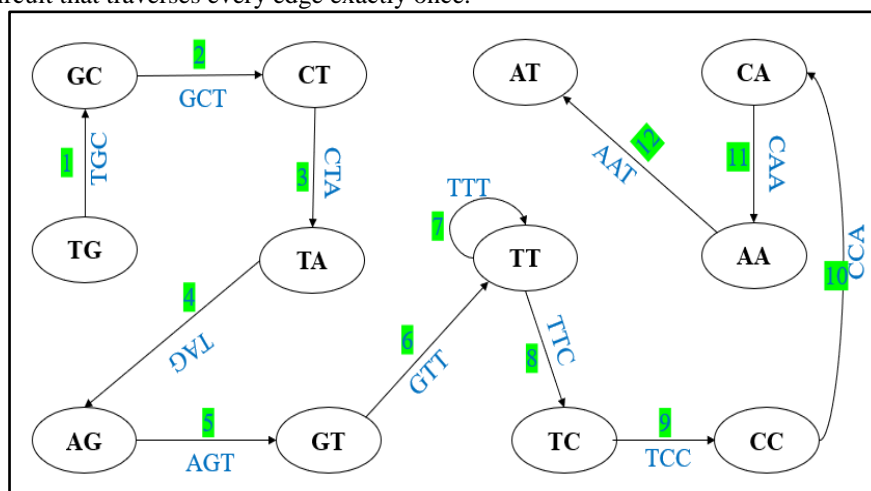 ircuit that traverses every edge exactly once.
2
GC
CT
AT
CA
GCT
1
TGC
3
CTA
12
AAT
11
CAA
TTT
7
TG
TA
TT
AA
10
CCA
4
TAG
6
GTT
8
TTC
5
9
AG
GT
TC
CC
AGT
TCC